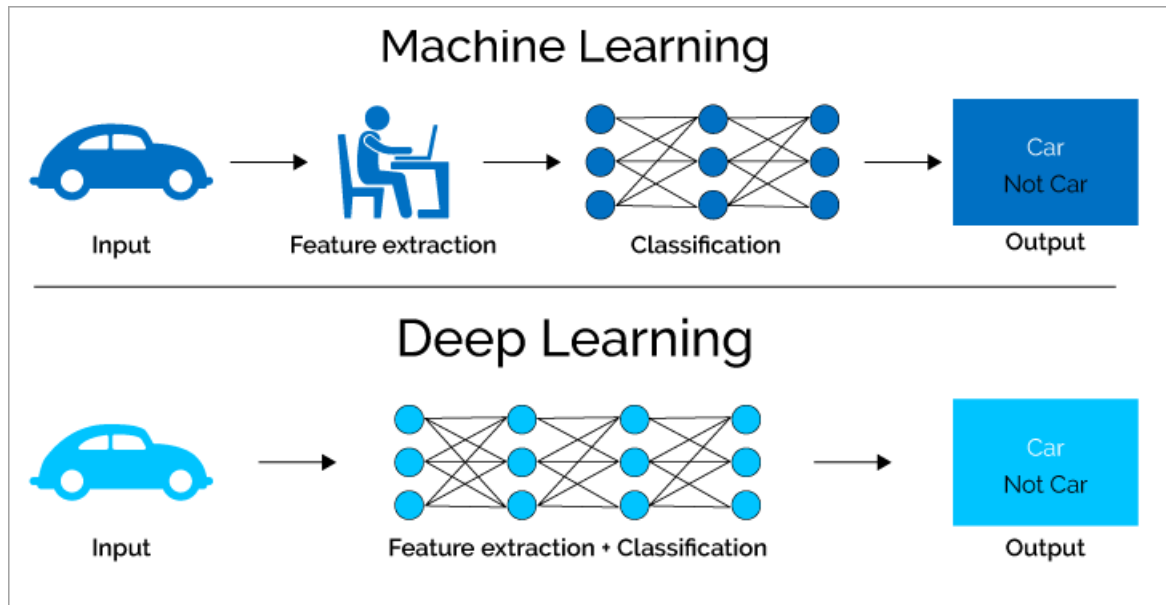 Machine Learning
Car
Not Car
Input
Feature extraction
Classification
Output
Deep Learning
Car
Not Car
Input
Feature extraction + Classification
Output